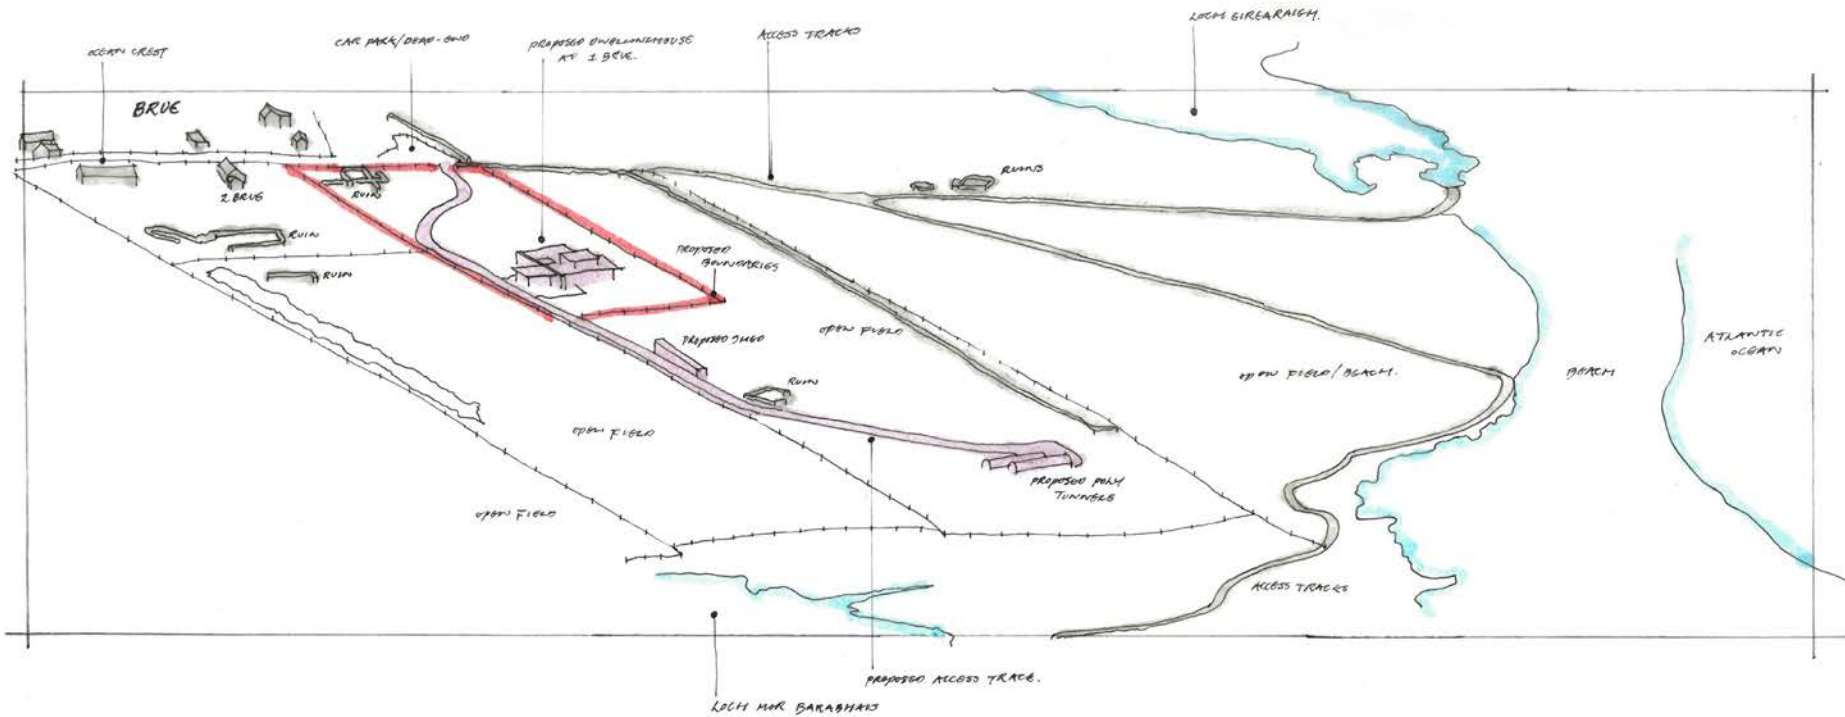 LOCH EIREARAIGH.
OCEAN CREST
CAR PARK/DEAD-END
PROPOSED DWELLINGHOUSE
AT 1 BRUE.
ACCESS TRACKS
BRUE
2 BRUE
RUIN
RUINS
RUIN
RUIN
PROPOSED
BOUNDARIES
OPEN FIELD
PROPOSED SHED
RUIN
OPEN FIELD/BEACH.
BEACH
ATLANTIC
OCEAN
OPEN FIELD
PROPOSED POLY
TUNNELS
OPEN FIELD
ACCESS TRACKS
PROPOSED ACCESS TRACK.
LOCH MOR BARABHAIS